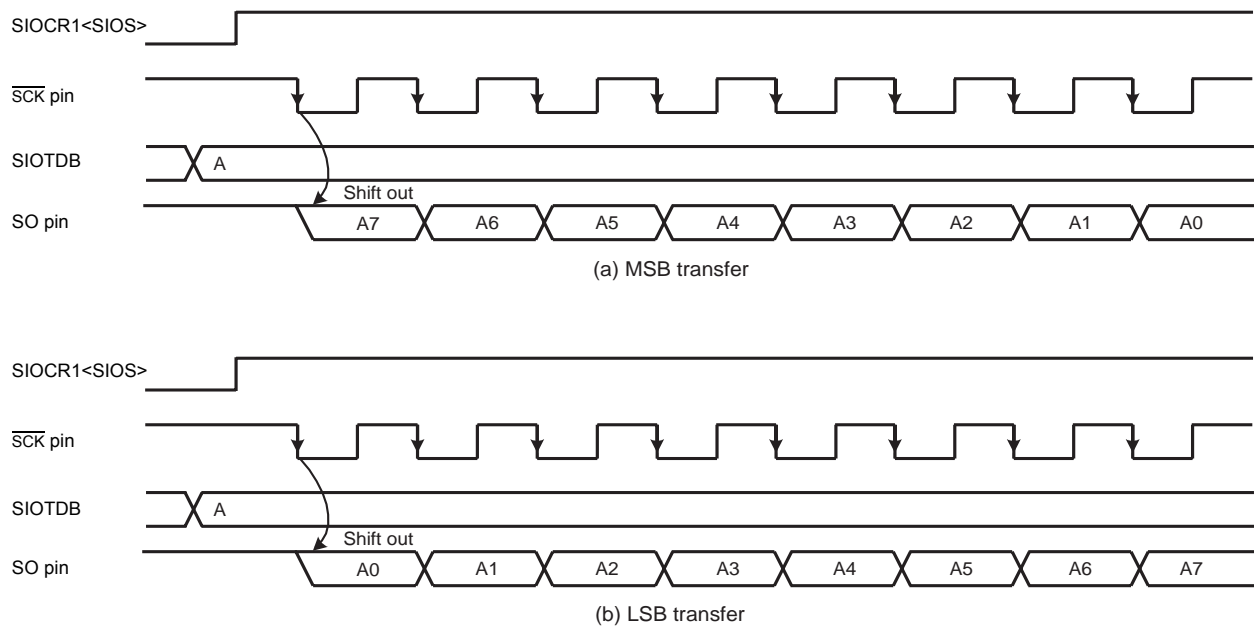 SIOCR1<SIOS>
SCK pin
SIOTDB
A
Shift out
SO pin
A7 A6 A5 A4 A3 A2 A1 A0
(a) MSB transfer
SIOCR1<SIOS>
SCK pin
SIOTDB
A
Shift out
SO pin
A0 A1 A2 A3 A4 A5 A6 A7
(b) LSB transfer